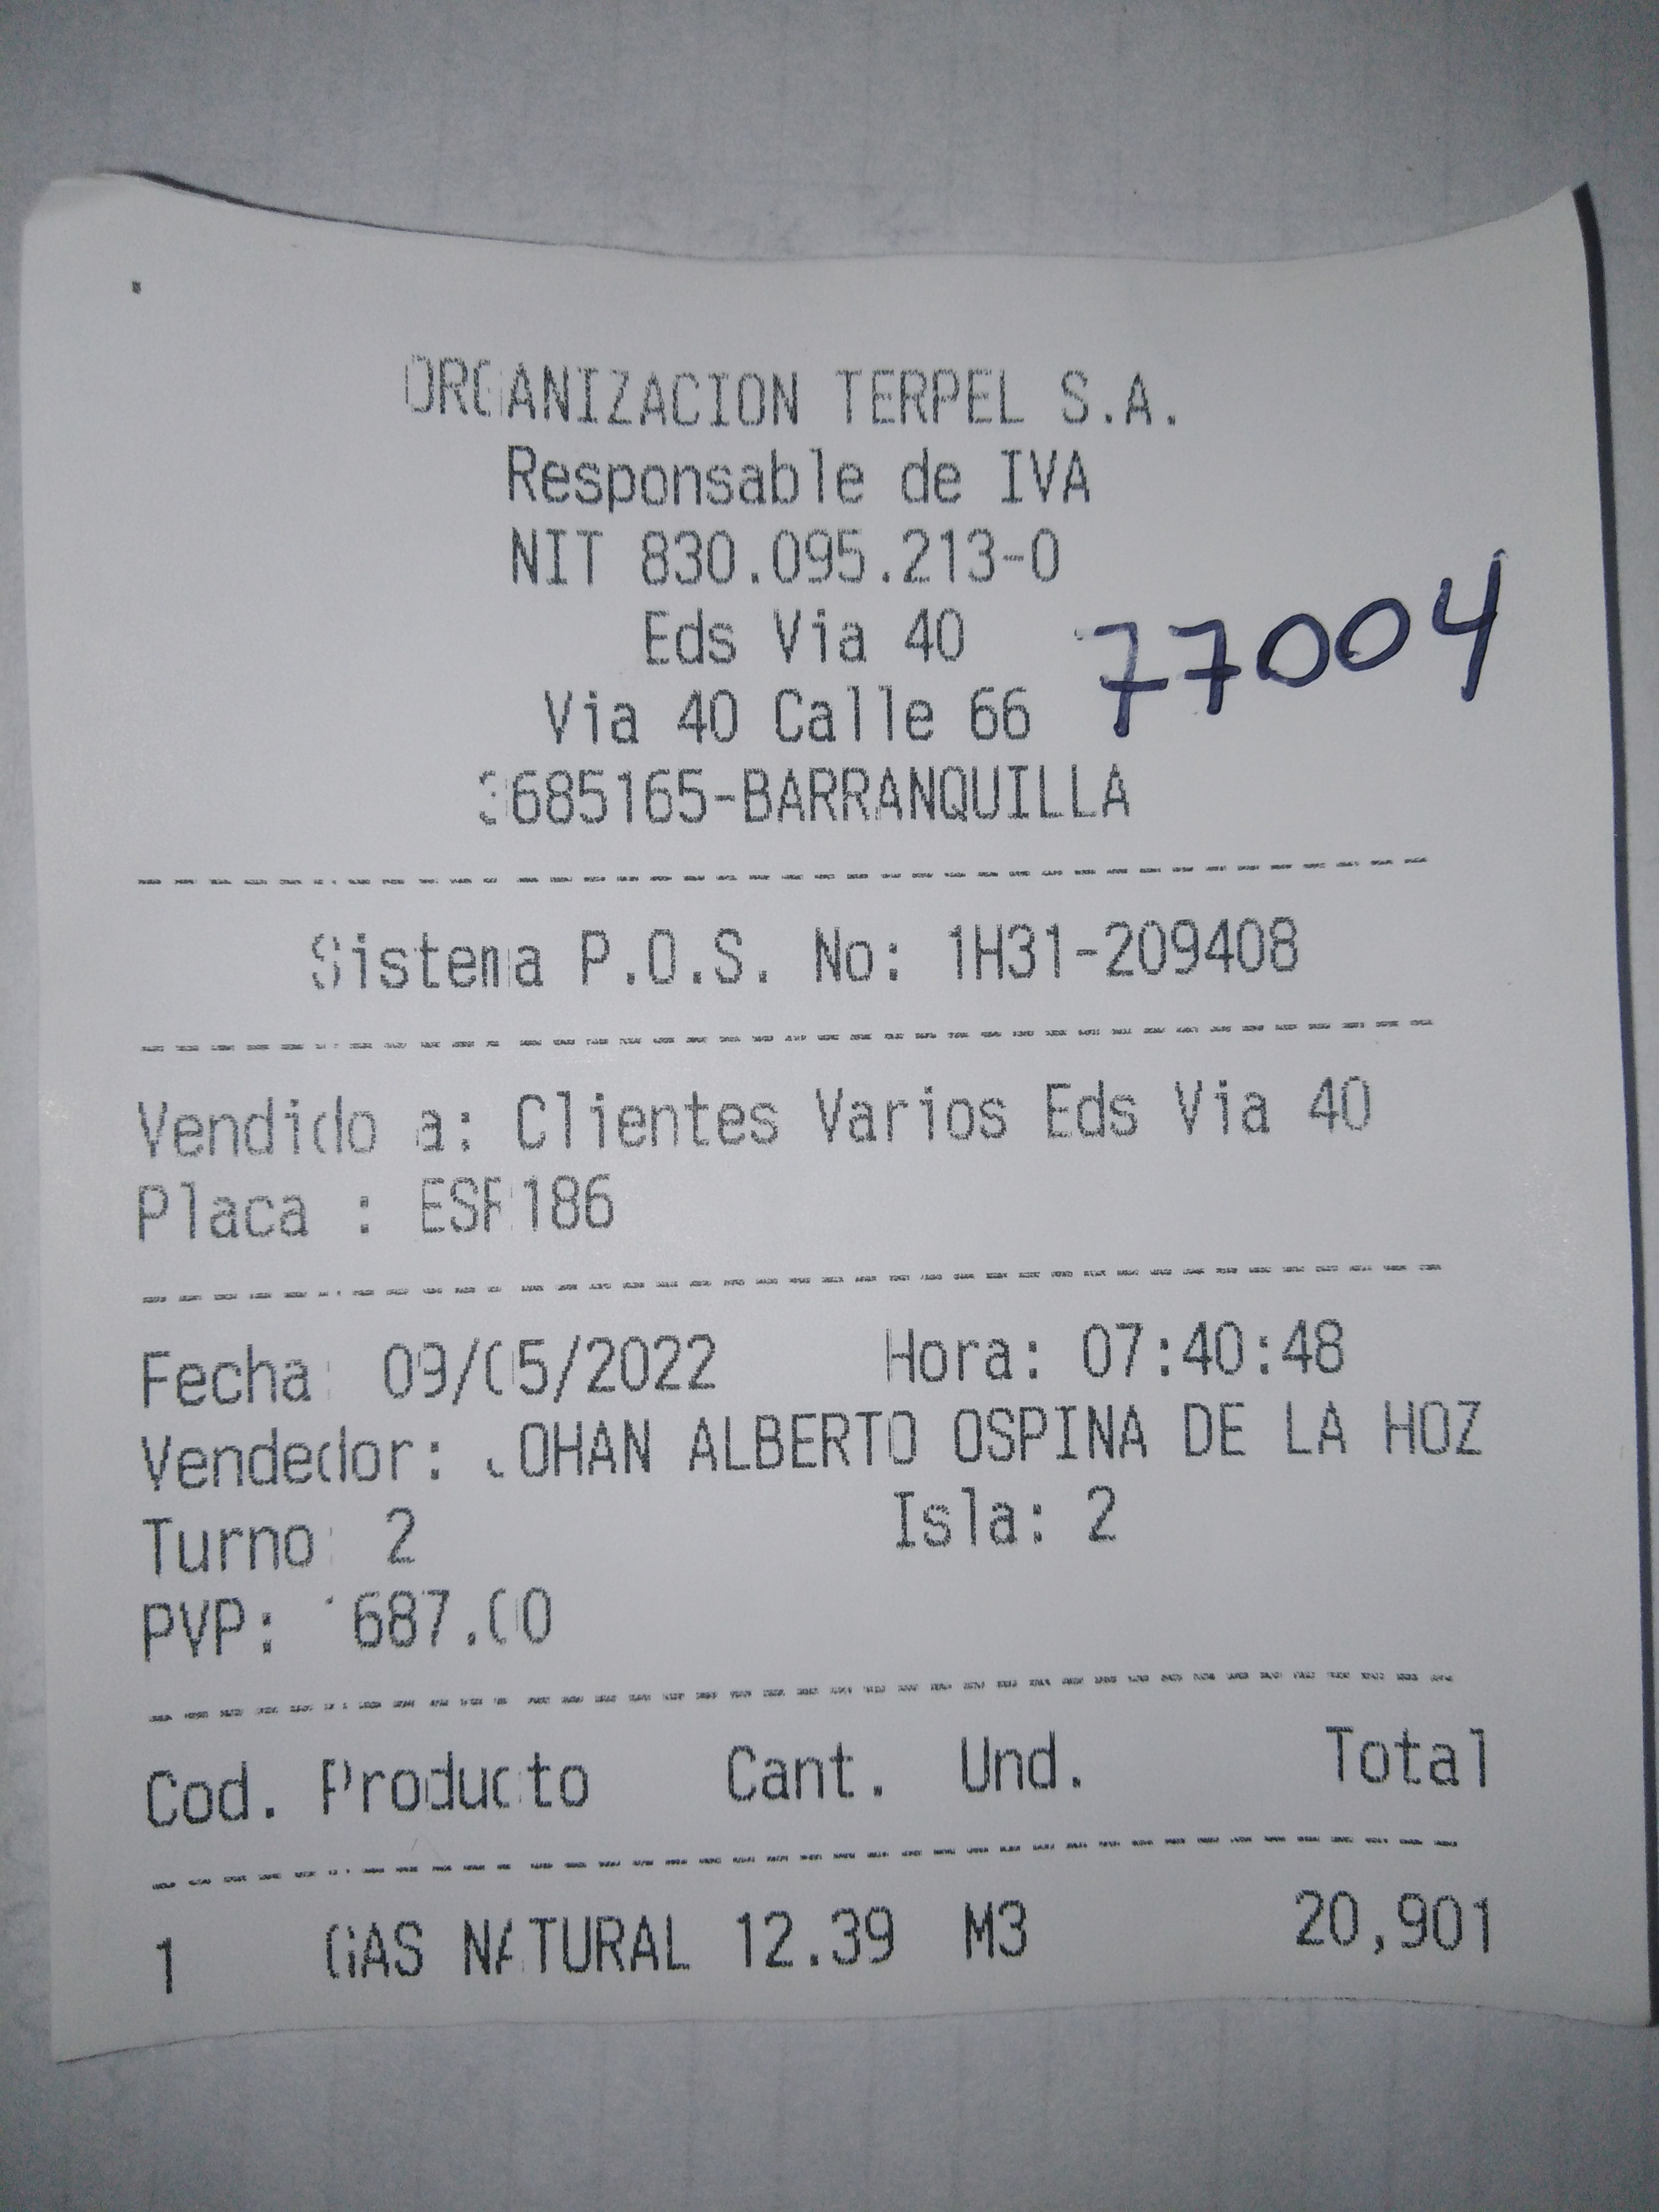 ORGANIZACION TERPEL S.A.
Responsable de IVA
NIT 830.095.213-0
Eds Via 40
77004
Via 40 Calle 66
3685165-BARRANQUILLA
Sistema P.O.S. No: 1H31-209408
Vendido a: Clientes Varios Eds Via 40
Placa :
Fecha: 09/05/2022 Hora: 07:40:48
Vendedor: JOHAN ALBERTO OSPINA DE LA HOZ
Turno: 2 Isla: 2
PVP: 1687.00
Cod. Producto Cant. Und. Total
1 GAS NATURAL 12.39 M3 20,901